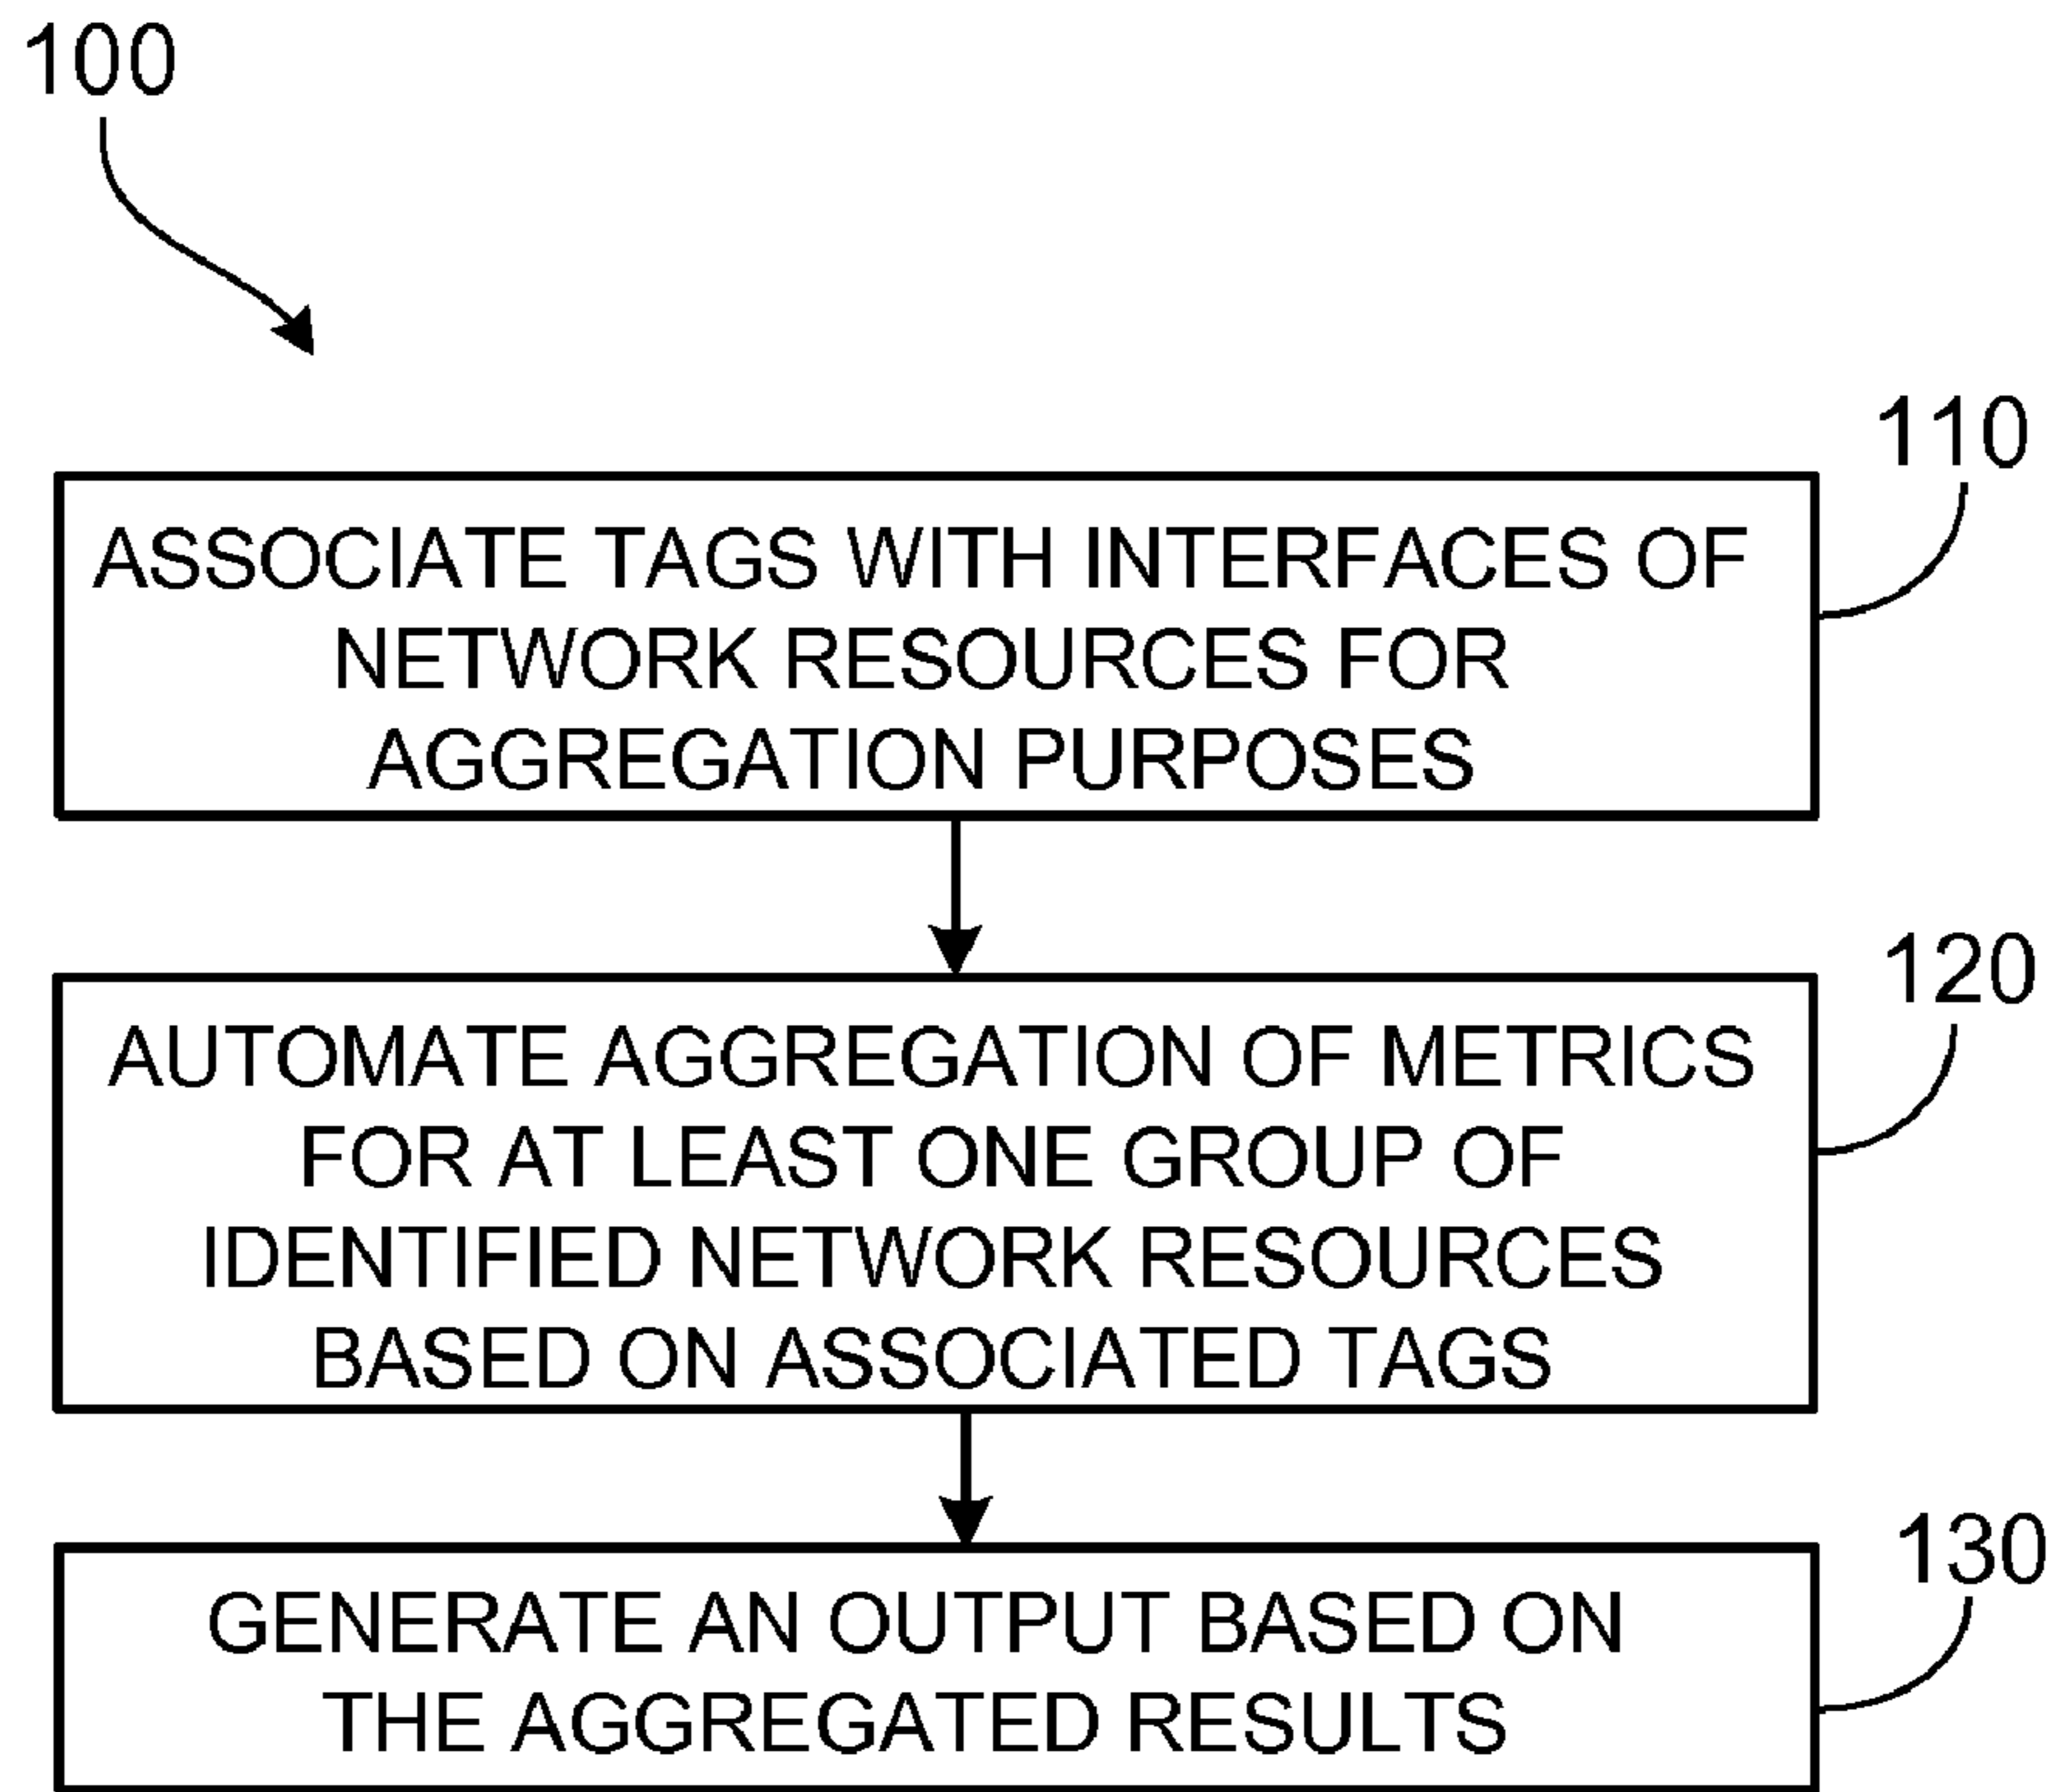 100
110
ASSOCIATE TAGS WITH INTERFACES OF
NETWORK RESOURCES FOR
AGGREGATION PURPOSES
120
AUTOMATE AGGREGATION OF METRICS
FOR AT LEAST ONE GROUP OF
IDENTIFIED NETWORK RESOURCES
BASED ON ASSOCIATED TAGS
130
GENERATE AN OUTPUT BASED ON
THE AGGREGATED RESULTS